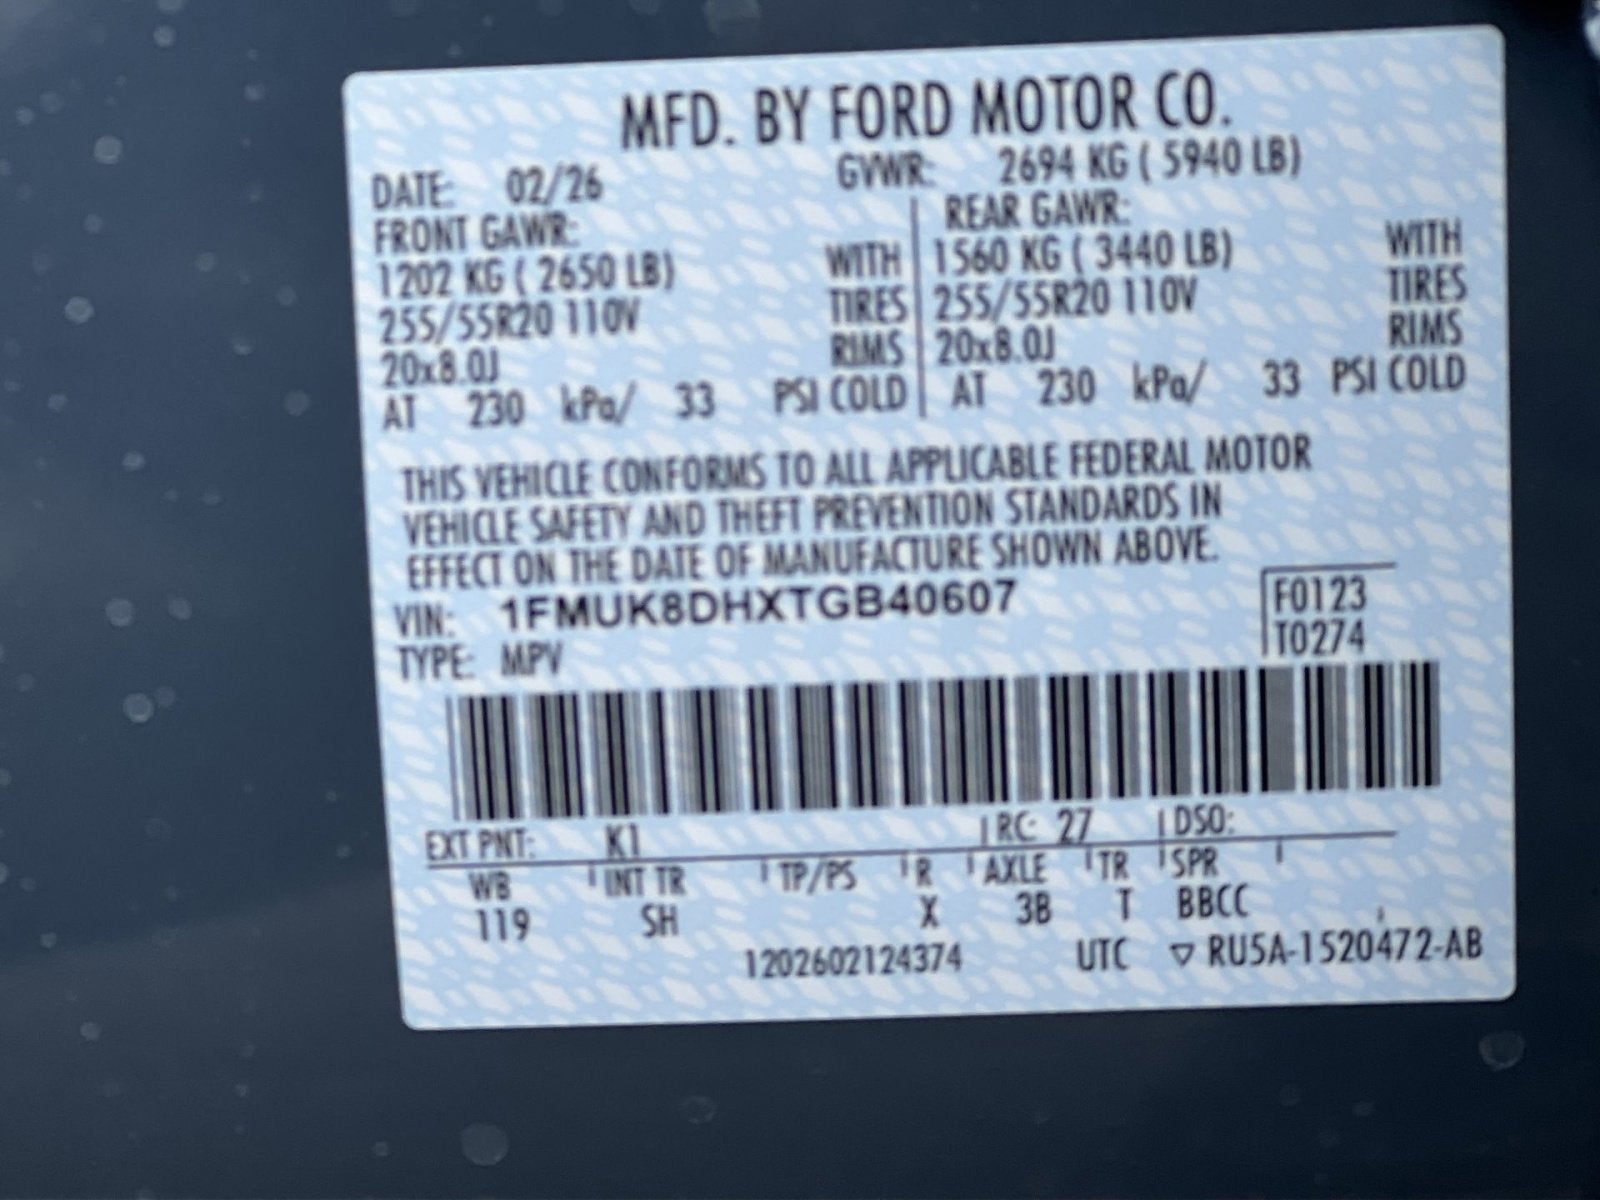 MFD. BY FORD MOTOR CO.
DATE: 02/26 GVWR: 2694 KG ( 5940 LB)
FRONT GAWR: REAR GAWR:
1202 KG ( 2650 LB) WITH 1560 KG ( 3440 LB) WITH
255/55R20 110V TIRES 255/55R20 110V TIRES
20x8.0J RIMS 20x8.0J RIMS
AT 230 kPa/ 33 PSI COLD AT 230 kPa/ 33 PSI COLD
THIS VEHICLE CONFORMS TO ALL APPLICABLE FEDERAL MOTOR
VEHICLE SAFETY AND THEFT PREVENTION STANDARDS IN
EFFECT ON THE DATE OF MANUFACTURE SHOWN ABOVE.
VIN: 1FMUK8DHXTGB40607 F0123
TYPE: MPV T0274
EXT PNT: K1 RC: 27 DSO:
WB INT TR TP/PS R AXLE TR SPR
119 SH X 3B T BBCC
1202602124374 UTC ▽ RU5A-1520472-AB